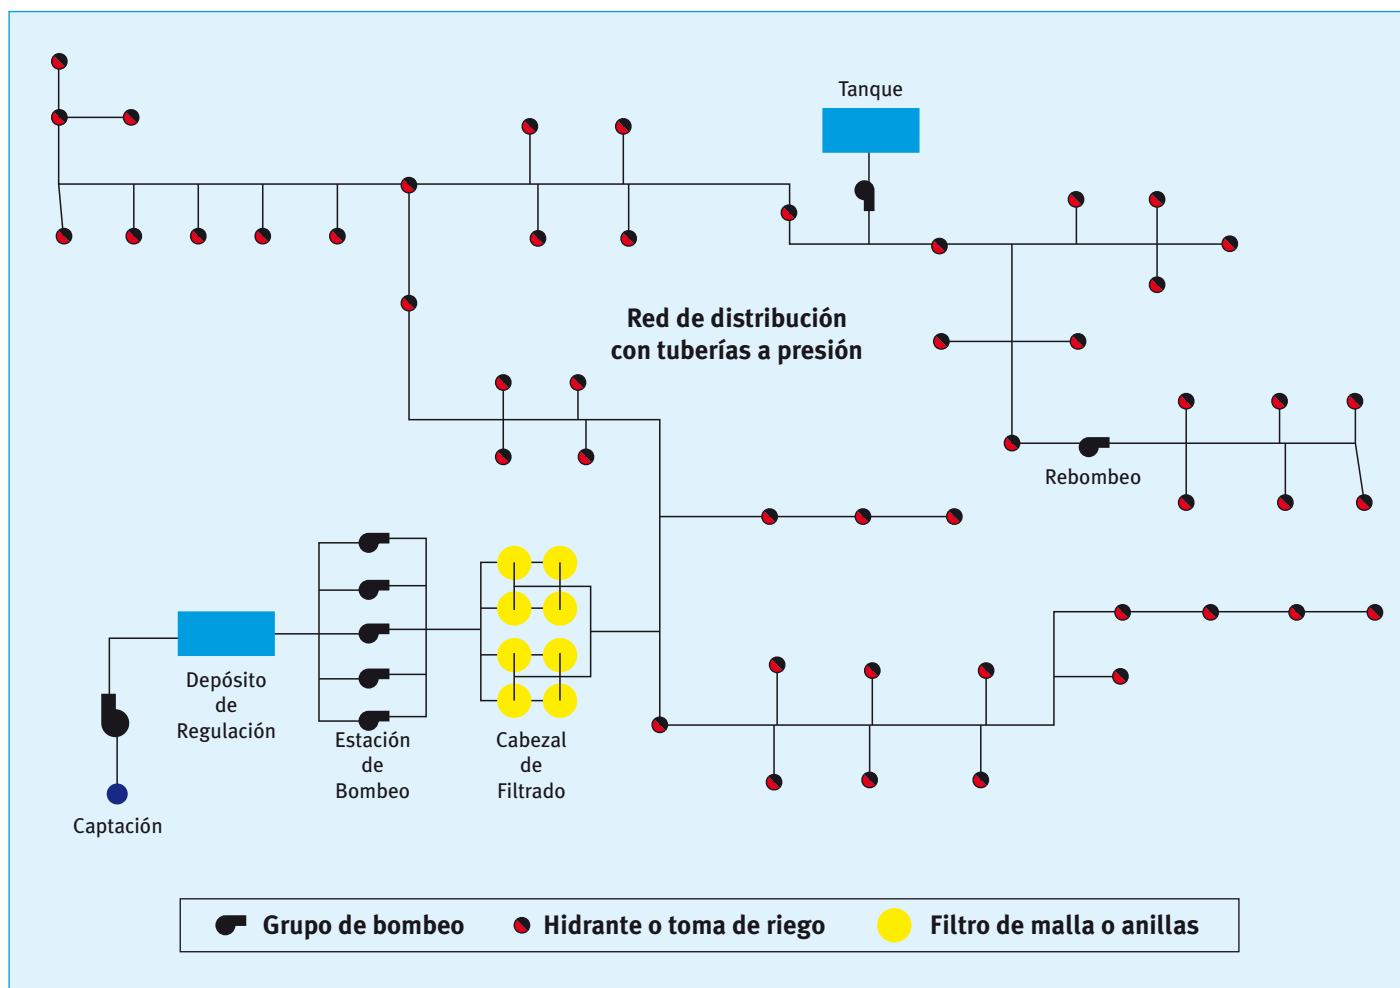 Tanque
Red de distribución
con tuberías a presión
Rebombeo
Depósito
de
Regulación
Estación
de
Bombeo
Cabezal
de
Filtrado
Captación
Grupo de bombeo
Hidrante o toma de riego
Filtro de malla o anillas